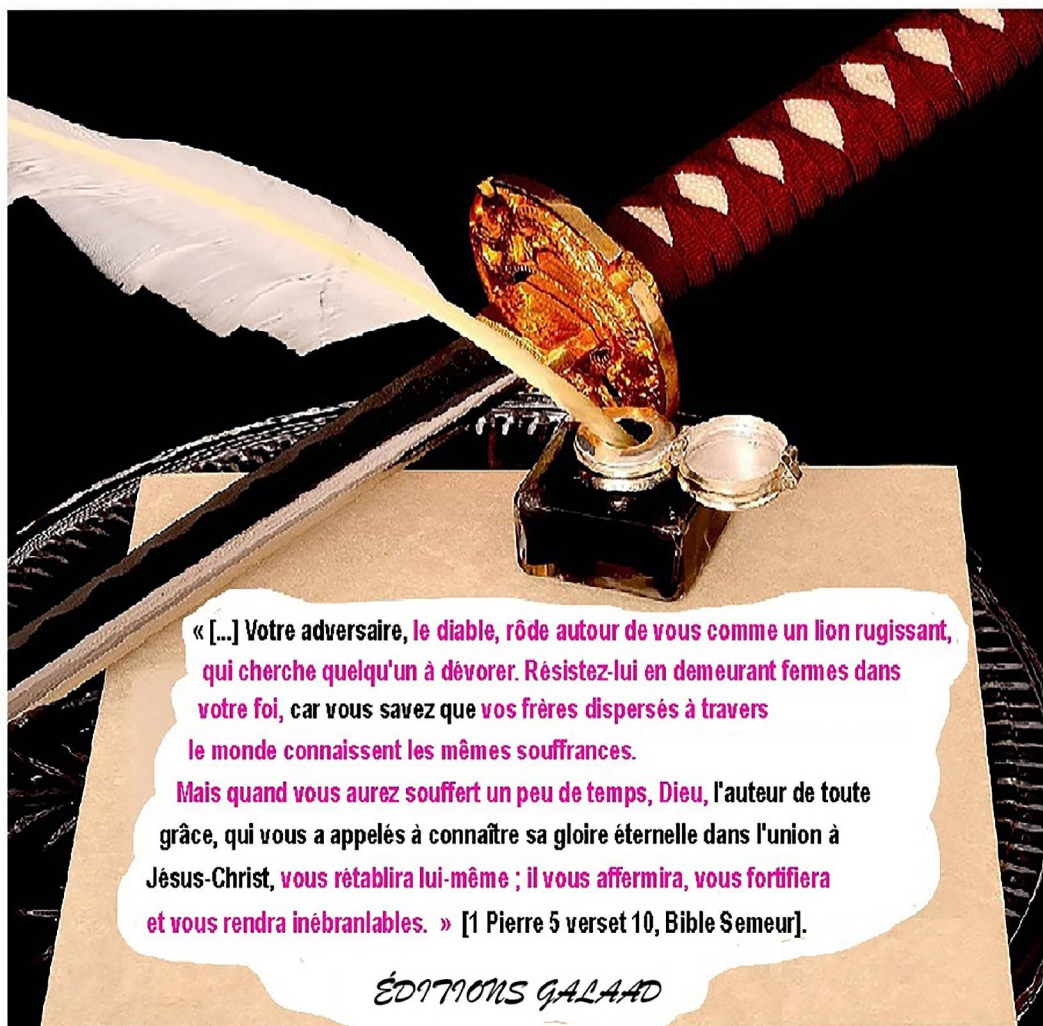 « [...] Votre adversaire, le diable, rôde autour de vous comme un lion rugissant,
qui cherche quelqu'un à dévorer. Résistez-lui en demeurant fermes dans
votre foi, car vous savez que vos frères dispersés à travers
le monde connaissent les mêmes souffrances.
Mais quand vous aurez souffert un peu de temps, Dieu, l'auteur de toute
grâce, qui vous a appelés à connaître sa gloire éternelle dans l'union à
Jésus-Christ, vous rétablira lui-même ; il vous affermira, vous fortifiera
et vous rendra inébranlables. » [1 Pierre 5 verset 10, Bible Semeur].
ÉDITIONS GALAAD